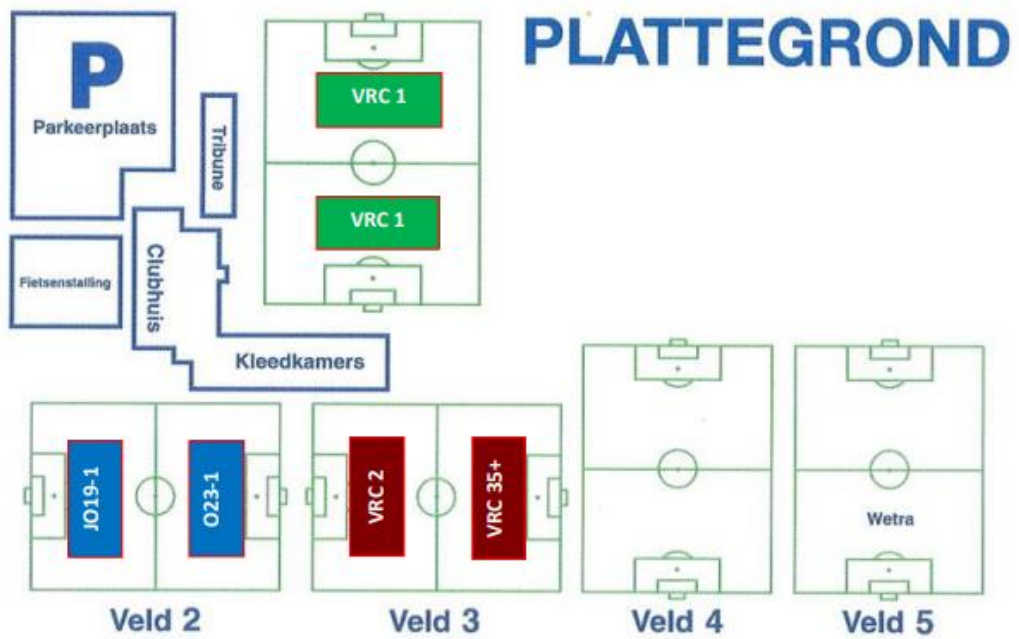 PLATTEGROND
P
Parkeerplaats
Tribune
VRC 1
VRC 1
Fietsenstalling
Clubhuis
Kleedkamers
JO19-1
O23-1
VRC 2
VRC 35+
Wetra
Veld 2
Veld 3
Veld 4
Veld 5